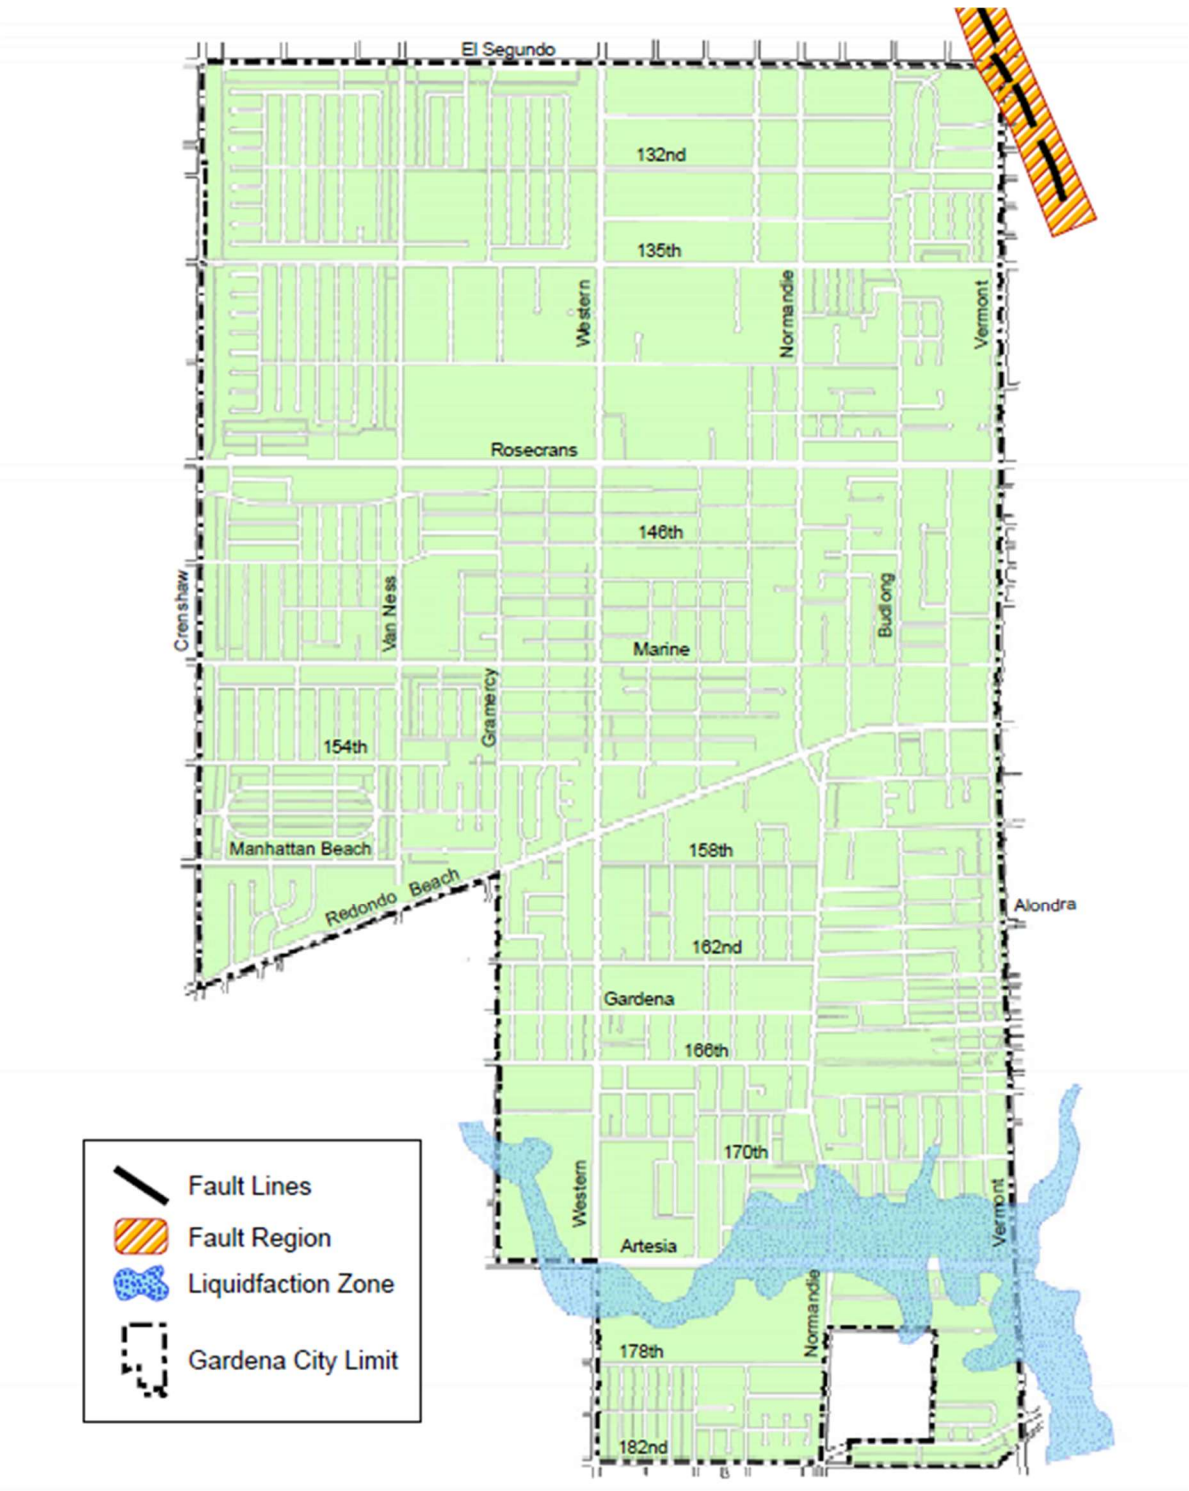 El Segundo
132nd
135th
Western
Normandie
Vermont
Rosecrans
146th
Crenshaw
Van Ness
Budlong
Marine
Gramercy
154th
Manhattan Beach
158th
Redondo Beach
Alondra
162nd
Gardena
166th
170th
Western
Vermont
Artesia
Normandie
178th
182nd
Fault Lines
Fault Region
Liquidfaction Zone
Gardena City Limit